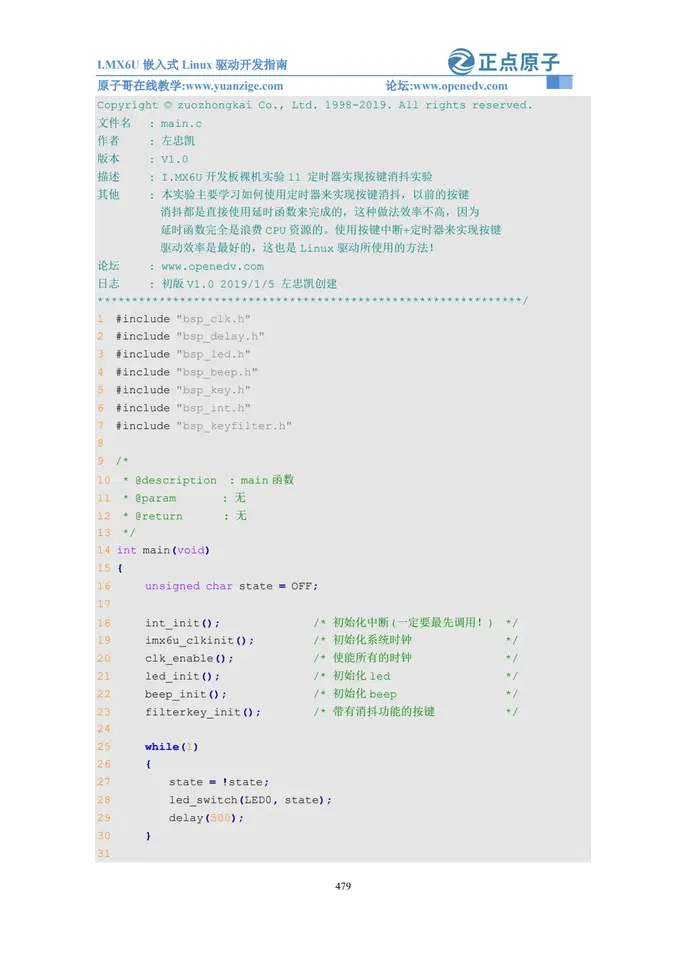 I.MX6U 嵌入式 Linux 驱动开发指南
正点原子
原子哥在线教学:www.yuanzige.com 论坛:www.openedv.com
Copyright © zuozhongkai Co., Ltd. 1998-2019. All rights reserved.
文件名 : main.c
作者 : 左忠凯
版本 : V1.0
描述 : I.MX6U 开发板裸机实验 11 定时器实现按键消抖实验
其他 : 本实验主要学习如何使用定时器来实现按键消抖，以前的按键
消抖都是直接使用延时函数来完成的，这种做法效率不高，因为
延时函数完全是浪费 CPU 资源的。使用按键中断+定时器来实现按键
驱动效率是最好的，这也是 Linux 驱动所使用的方法！
论坛 : www.openedv.com
日志 : 初版 V1.0 2019/1/5 左忠凯创建
**************************************************************/
1 #include "bsp_clk.h"
2 #include "bsp_delay.h"
3 #include "bsp_led.h"
4 #include "bsp_beep.h"
5 #include "bsp_key.h"
6 #include "bsp_int.h"
7 #include "bsp_keyfilter.h"
8
9 /*
10 * @description : main 函数
11 * @param : 无
12 * @return : 无
13 */
14 int main(void)
15 {
16 unsigned char state = OFF;
17
18 int_init(); /* 初始化中断(一定要最先调用！) */
19 imx6u_clkinit(); /* 初始化系统时钟 */
20 clk_enable(); /* 使能所有的时钟 */
21 led_init(); /* 初始化 led */
22 beep_init(); /* 初始化 beep */
23 filterkey_init(); /* 带有消抖功能的按键 */
24
25 while(1)
26 {
27 state = !state;
28 led_switch(LED0, state);
29 delay(500);
30 }
31
479